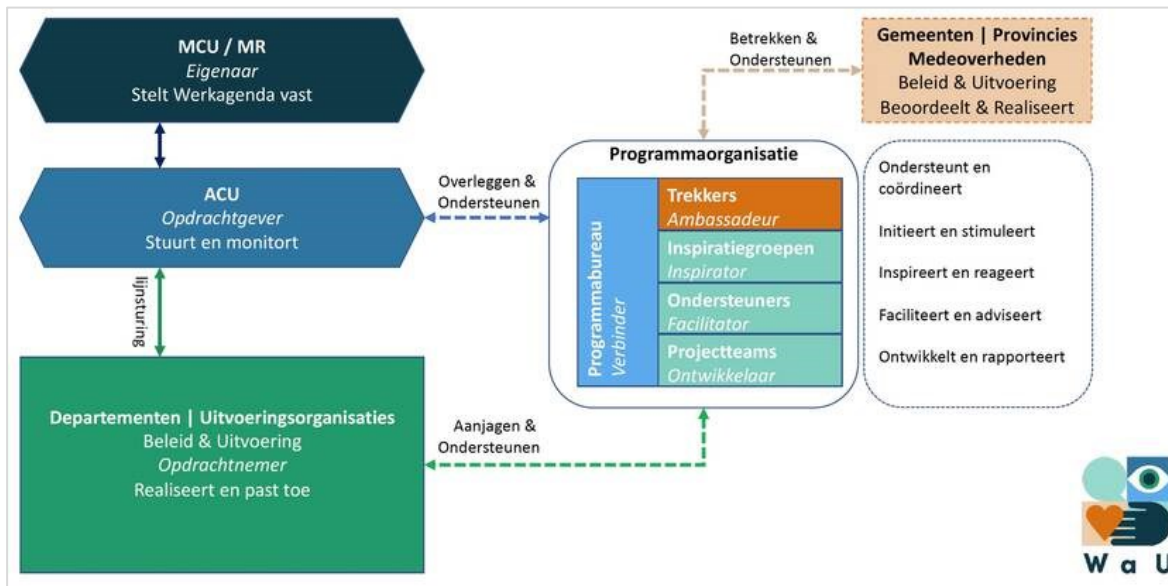 MCU / MR
Eigenaar
Stelt Werkagenda vast
ACU
Opdrachtgever
Stuurt en monitort
lijnsturing
Departementen | Uitvoeringsorganisaties
Beleid & Uitvoering
Opdrachtnemer
Realiseert en past toe
Overleggen &
Ondersteunen
Aanjagen &
Ondersteunen
Betrekken &
Ondersteunen
Gemeenten | Provincies
Medeoverheden
Beleid & Uitvoering
Beoordeelt & Realiseert
Programmaorganisatie
Programmabureau
Verbinder
Trekkers
Ambassadeur
Inspiratiegroepen
Inspirator
Ondersteuners
Facilitator
Projectteams
Ontwikkelaar
Ondersteunt en
coördineert
Initieert en stimuleert
Inspireert en reageert
Faciliteert en adviseert
Ontwikkelt en rapporteert
W a U